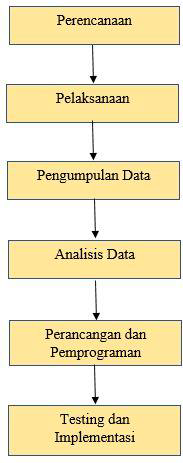 Perencanaan
Pelaksanaan
Pengumpulan Data
Analisis Data
Perancangan dan
Pemprograman
Testing dan
Implementasi